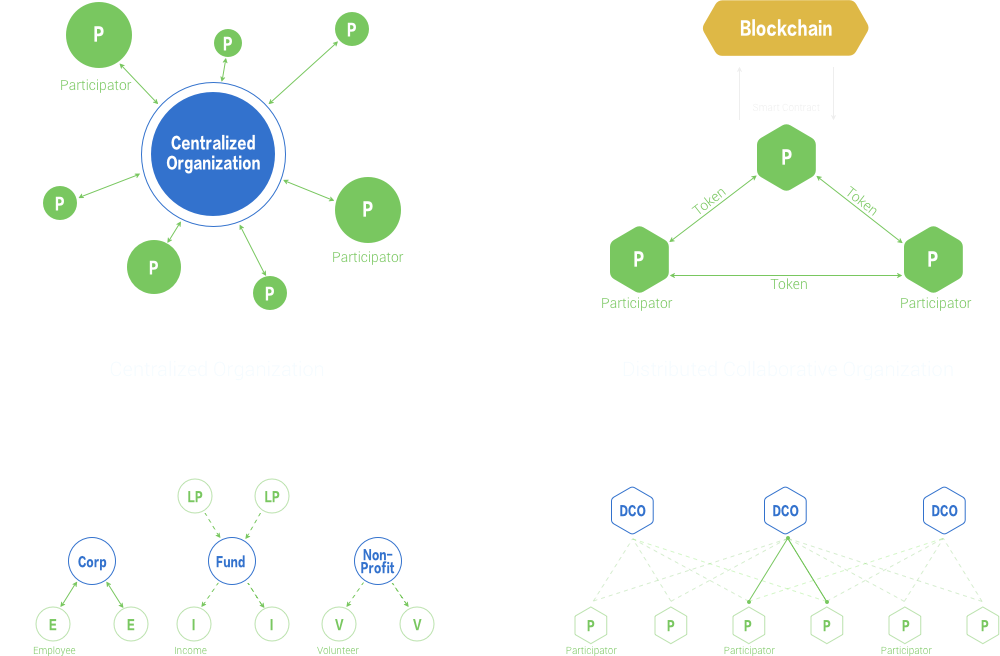 P
P
P
Participator
Centralized
Organization
P
P
Participator
P
P
Blockchain
Smart Contract
P
Token
Token
P
P
Token
Participator
Participator
Centralized Organization
Distributed Collaborative Organization
LP
LP
Corp
Fund
Non-
Profit
E
E
I
I
V
V
Employee
Income
Volunteer
DCO
DCO
DCO
P
P
P
P
P
P
Participator
Participator
Participator